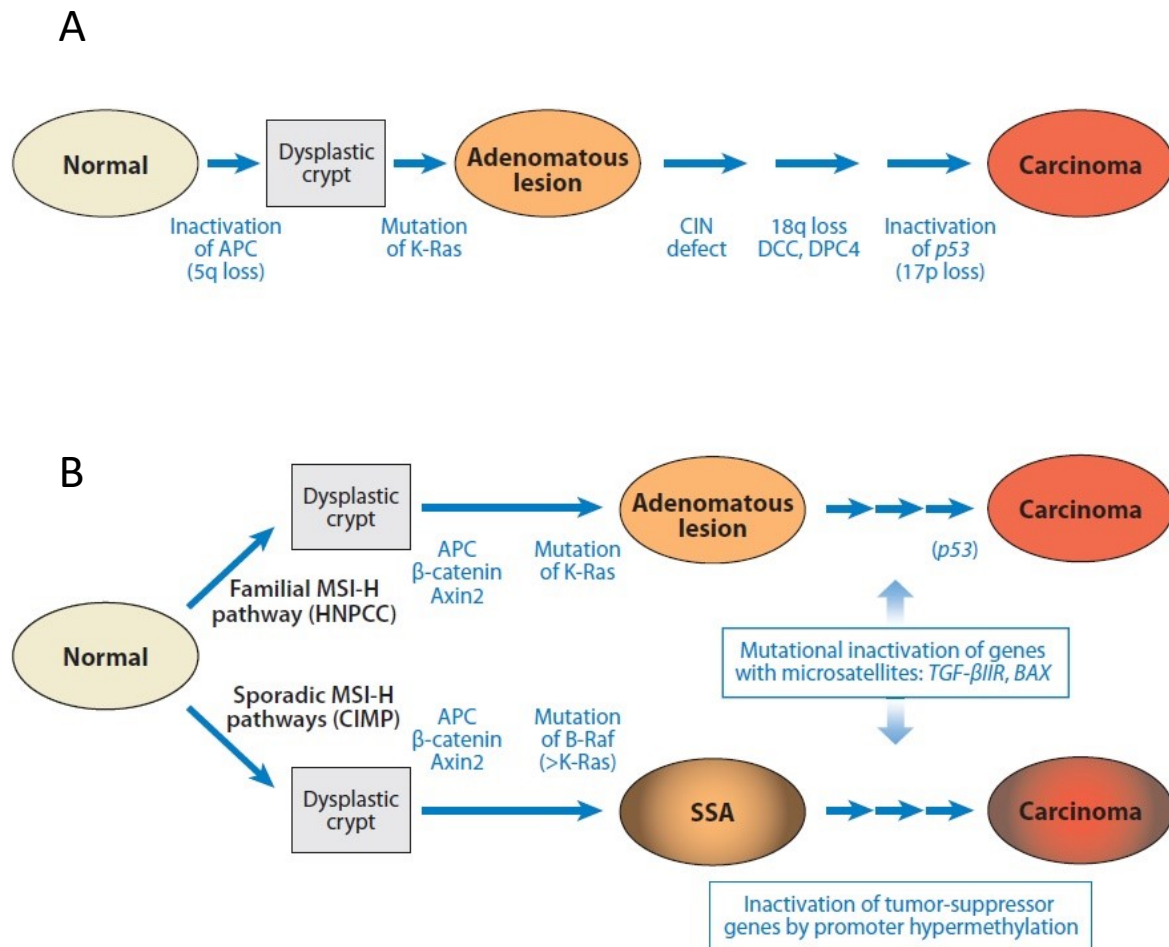 A
Normal
Dysplastic
crypt
Adenomatous
lesion
Carcinoma
Inactivation
of APC
(5q loss)
Mutation
of K-Ras
CIN
defect
18q loss
DCC, DPC4
Inactivation
of p53
(17p loss)
B
Dysplastic
crypt
Adenomatous
lesion
Carcinoma
APC
β-catenin
Axin2
Mutation
of K-Ras
(p53)
Familial MSI-H
pathway (HNPCC)
Normal
Mutational inactivation of genes
with microsatellites: TGF-βIIR, BAX
Sporadic MSI-H
pathways (CIMP)
APC
β-catenin
Axin2
Mutation
of B-Raf
(>K-Ras)
Dysplastic
crypt
SSA
Carcinoma
Inactivation of tumor-suppressor
genes by promoter hypermethylation